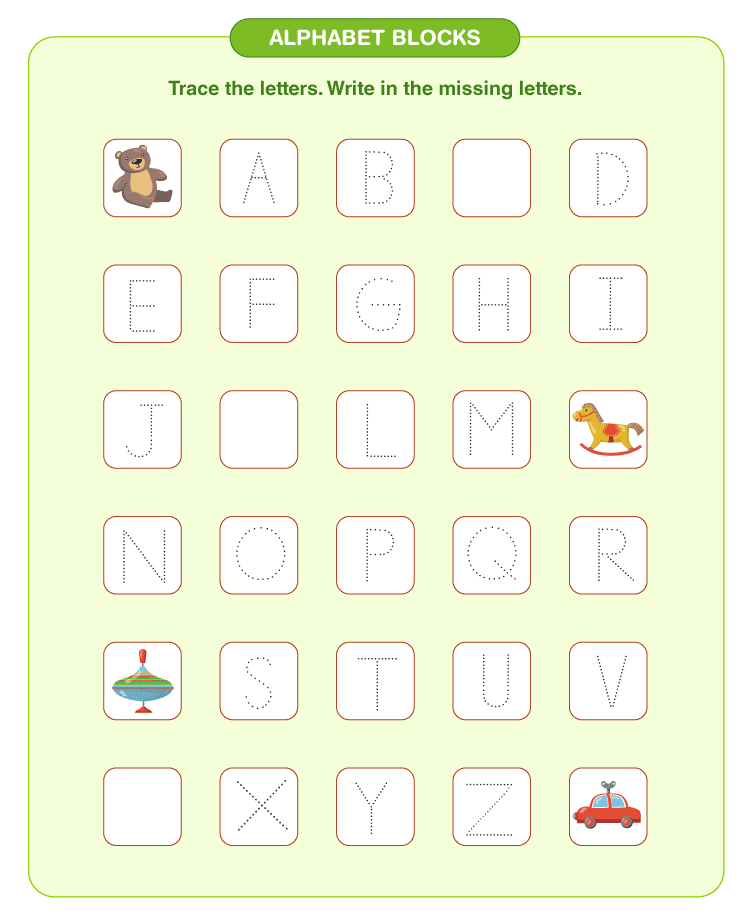 ALPHABET BLOCKS
Trace the letters. Write in the missing letters.
A B D
E F G H I
J L M
N O P Q R
S T U V
X Y Z